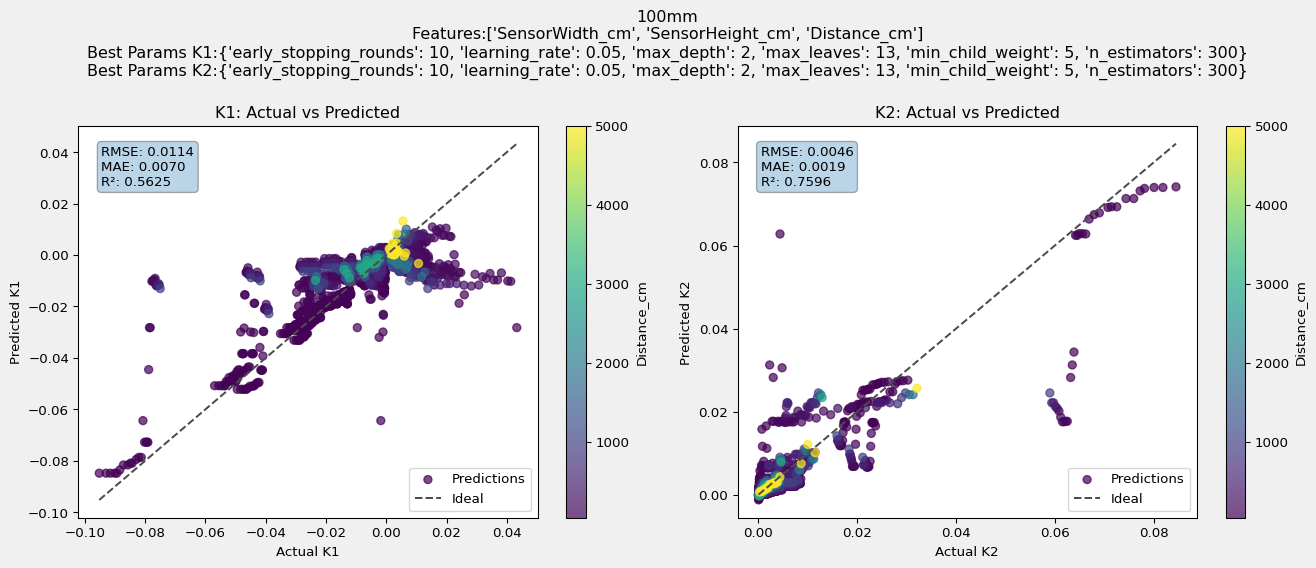 100mm
Features:['SensorWidth_cm', 'SensorHeight_cm', 'Distance_cm']
Best Params K1:{'early_stopping_rounds': 10, 'learning_rate': 0.05, 'max_depth': 2, 'max_leaves': 13, 'min_child_weight': 5, 'n_estimators': 300}
Best Params K2:{'early_stopping_rounds': 10, 'learning_rate': 0.05, 'max_depth': 2, 'max_leaves': 13, 'min_child_weight': 5, 'n_estimators': 300}
K1: Actual vs Predicted
RMSE: 0.0114
MAE: 0.0070
R²: 0.5625
0.04
0.02
0.00
−0.02
−0.04
−0.06
−0.08
−0.10
Predicted K1
−0.10
−0.08
−0.06
−0.04
−0.02
0.00
0.02
0.04
Actual K1
Predictions
Ideal
5000
4000
3000
2000
1000
Distance_cm
K2: Actual vs Predicted
RMSE: 0.0046
MAE: 0.0019
R²: 0.7596
0.08
0.06
0.04
0.02
0.00
Predicted K2
0.00
0.02
0.04
0.06
0.08
Actual K2
Predictions
Ideal
5000
4000
3000
2000
1000
Distance_cm